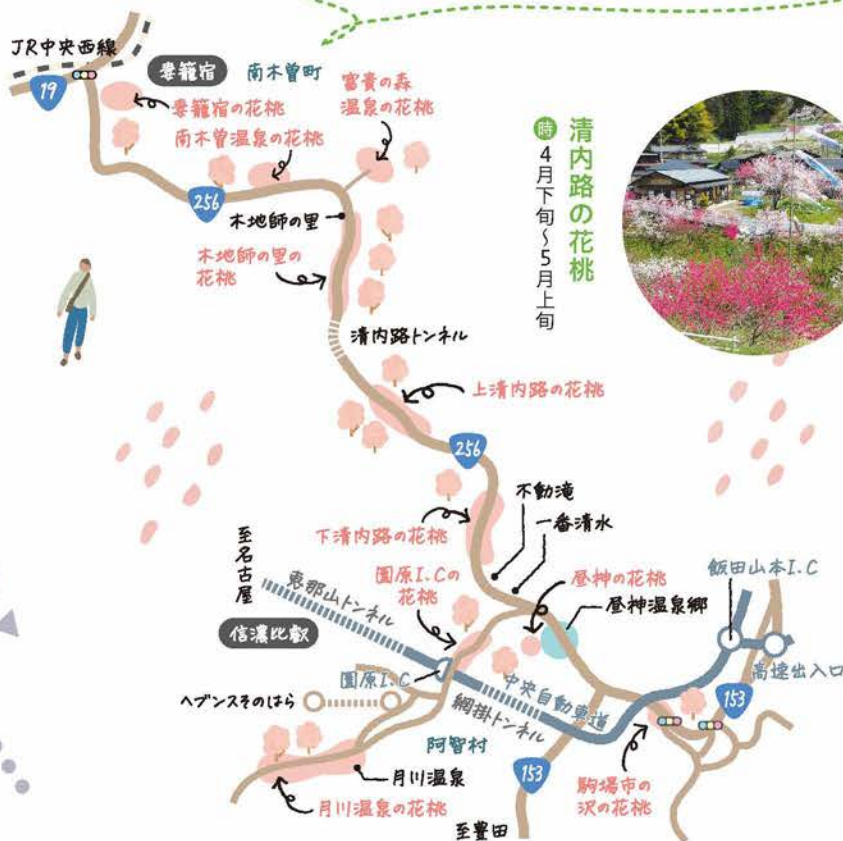 JR中央西線
19
妻籠宿
南木曽町
妻籠宿の花桃
南木曽温泉の花桃
富貴の森
温泉の花桃
256
木地師の里
木地師の里の
花桃
清内路の花桃
時 4月下旬~5月上旬
清内路トンネル
上清内路の花桃
256
不動滝
一番清水
下清内路の花桃
至名古屋
恵那山トンネル
園原I.Cの
花桃
昼神の花桃
昼神温泉郷
飯田山本I.C
信濃比叡
園原I.C
中央自動車道
高速出入口
153
ヘブンスそのはら
網掛トンネル
阿智村
月川温泉
月川温泉の花桃
153
駒場市の
沢の花桃
至豊田